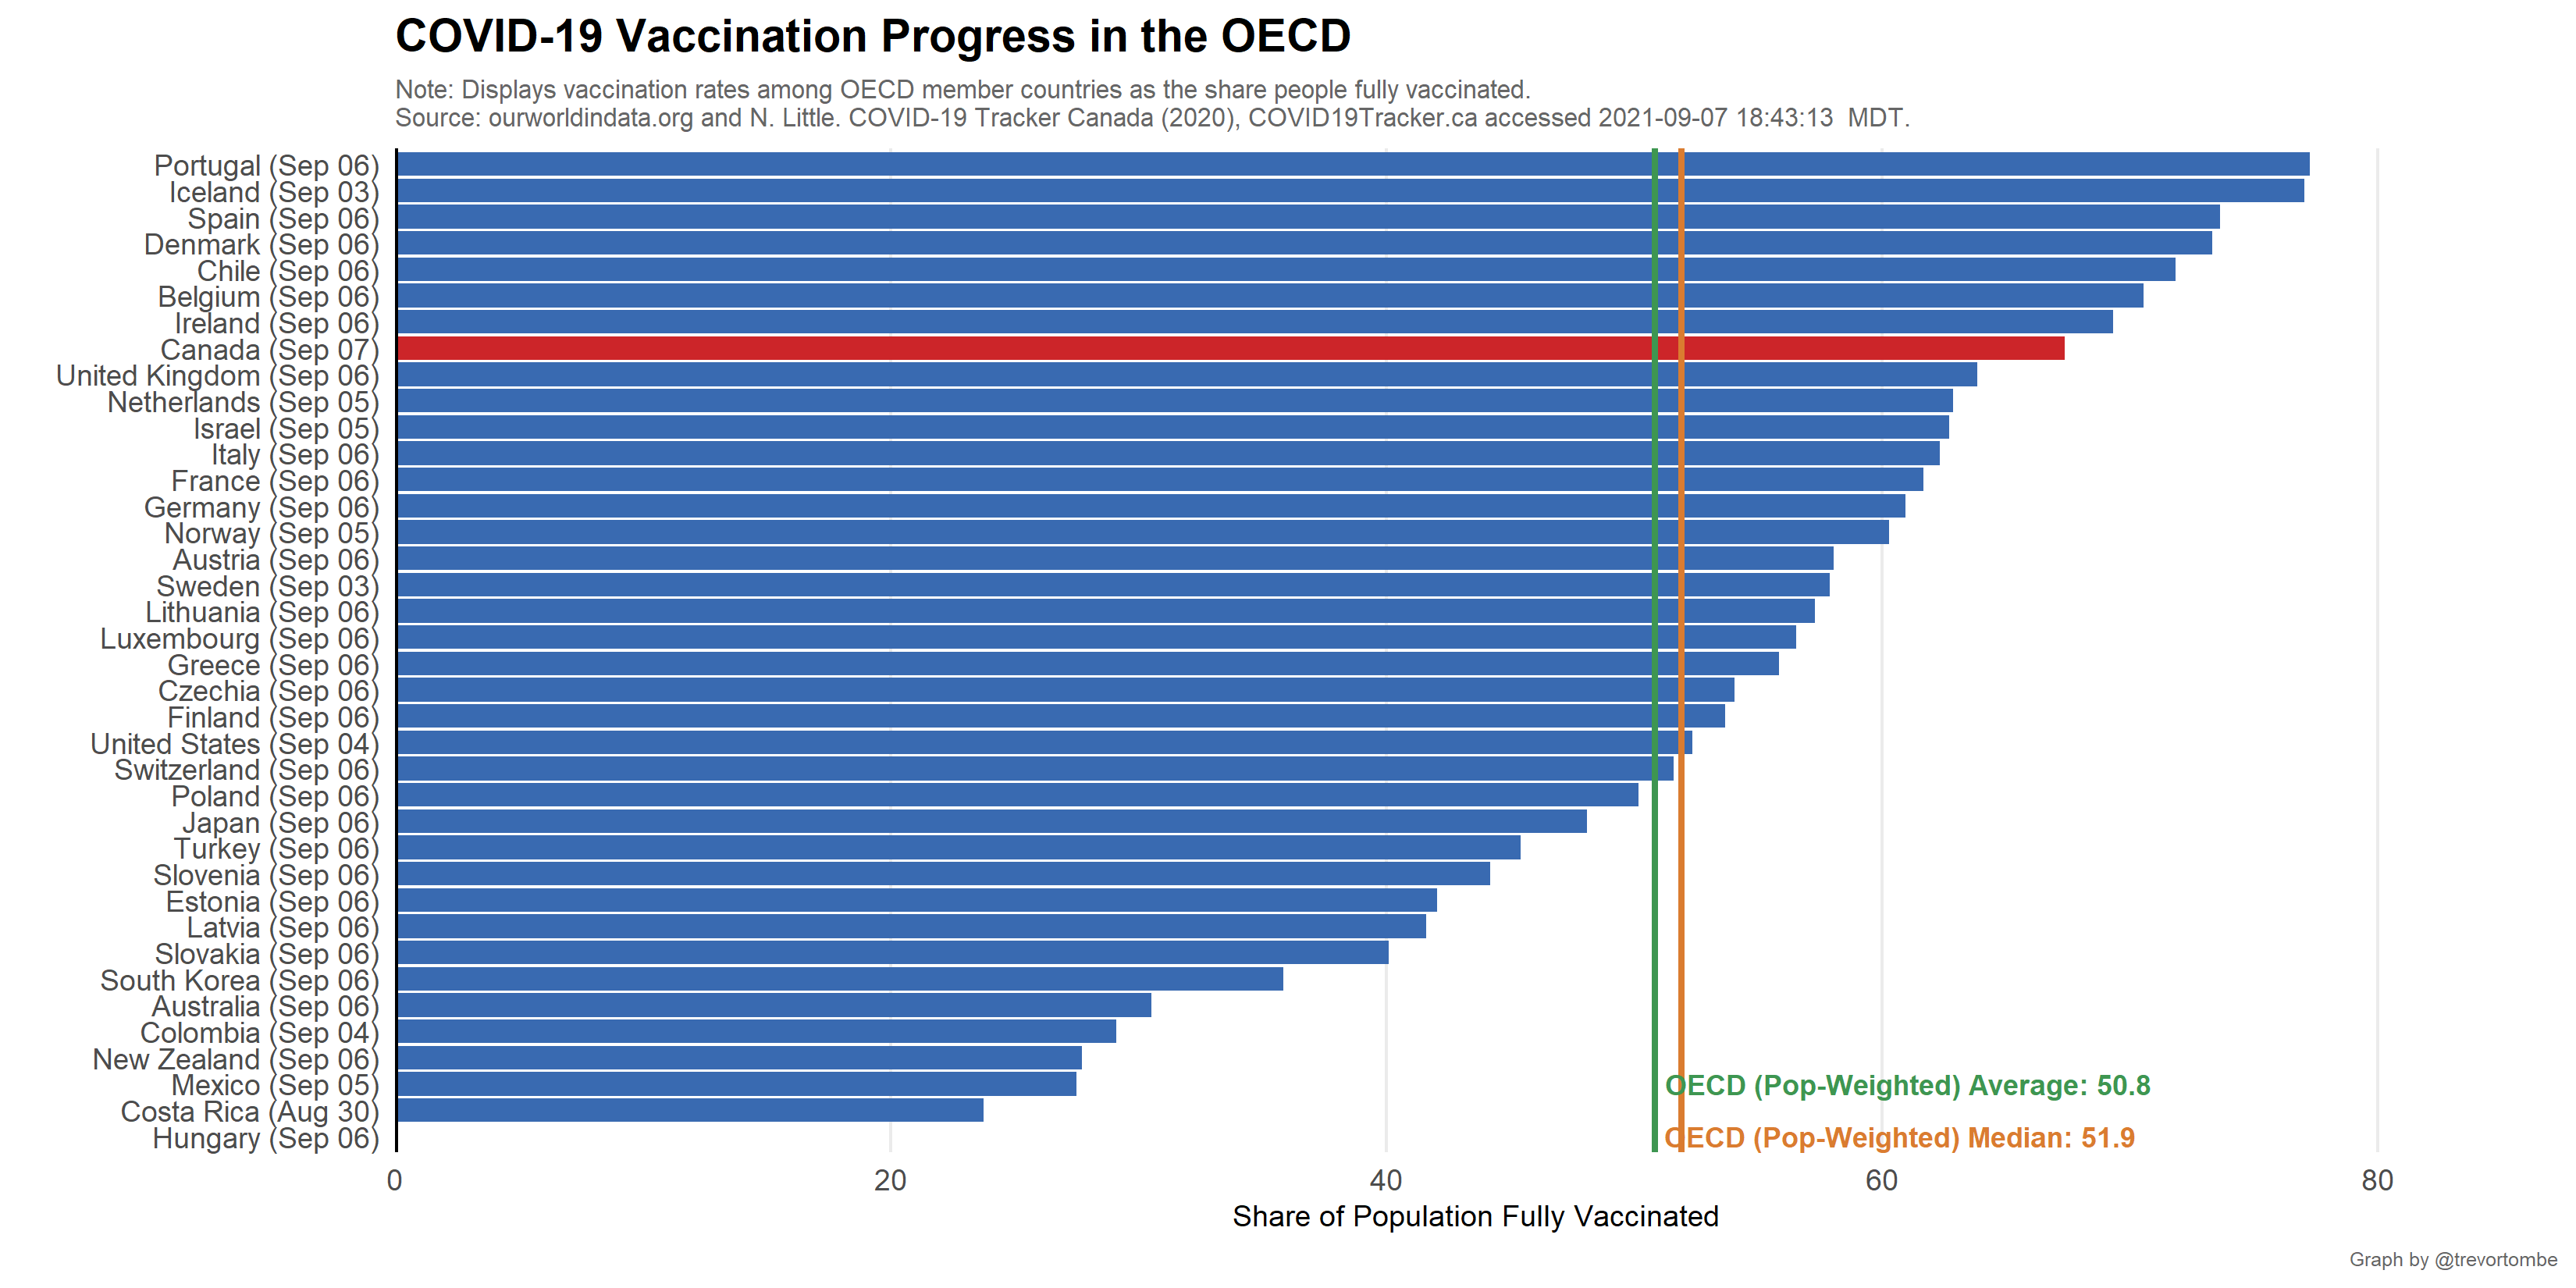 COVID-19 Vaccination Progress in the OECD
Note: Displays vaccination rates among OECD member countries as the share people fully vaccinated.
Source: ourworldindata.org and N. Little. COVID-19 Tracker Canada (2020), COVID19Tracker.ca accessed 2021-09-07 18:43:13  MDT.
Portugal (Sep 06)
Iceland (Sep 03)
Spain (Sep 06)
Denmark (Sep 06)
Chile (Sep 06)
Belgium (Sep 06)
Ireland (Sep 06)
Canada (Sep 07)
United Kingdom (Sep 06)
Netherlands (Sep 05)
Israel (Sep 05)
Italy (Sep 06)
France (Sep 06)
Germany (Sep 06)
Norway (Sep 05)
Austria (Sep 06)
Sweden (Sep 03)
Lithuania (Sep 06)
Luxembourg (Sep 06)
Greece (Sep 06)
Czechia (Sep 06)
Finland (Sep 06)
United States (Sep 04)
Switzerland (Sep 06)
Poland (Sep 06)
Japan (Sep 06)
Turkey (Sep 06)
Slovenia (Sep 06)
Estonia (Sep 06)
Latvia (Sep 06)
Slovakia (Sep 06)
South Korea (Sep 06)
Australia (Sep 06)
Colombia (Sep 04)
New Zealand (Sep 06)
Mexico (Sep 05)
Costa Rica (Aug 30)
Hungary (Sep 06)
OECD (Pop-Weighted) Average: 50.8
OECD (Pop-Weighted) Median: 51.9
0 20 40 60 80
Share of Population Fully Vaccinated
Graph by @trevortombe